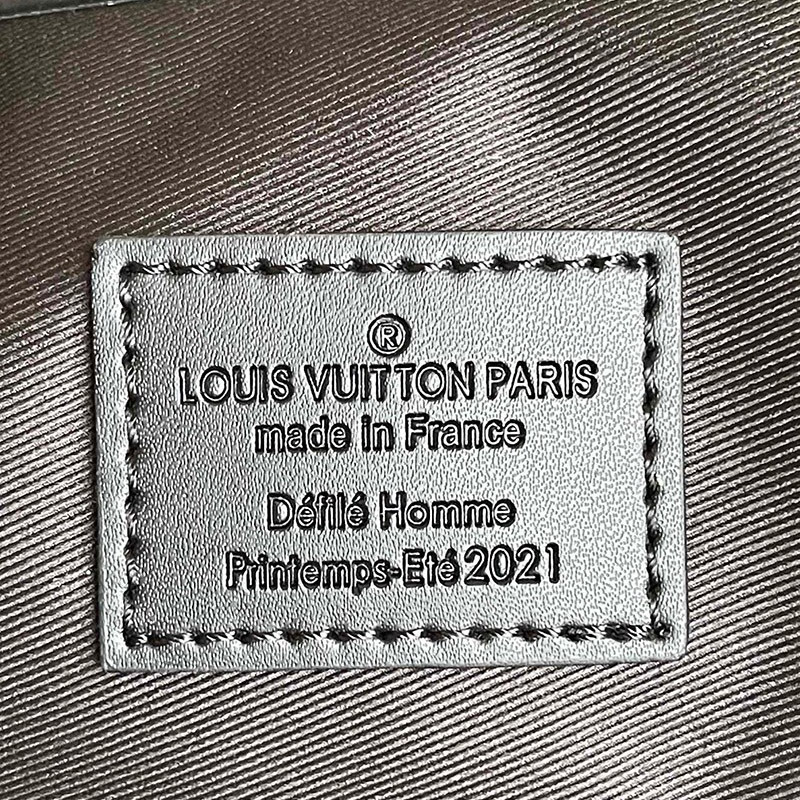 ®
LOUIS VUITTON PARIS
made in France
Défilé Homme
Printemps-Eté 2021